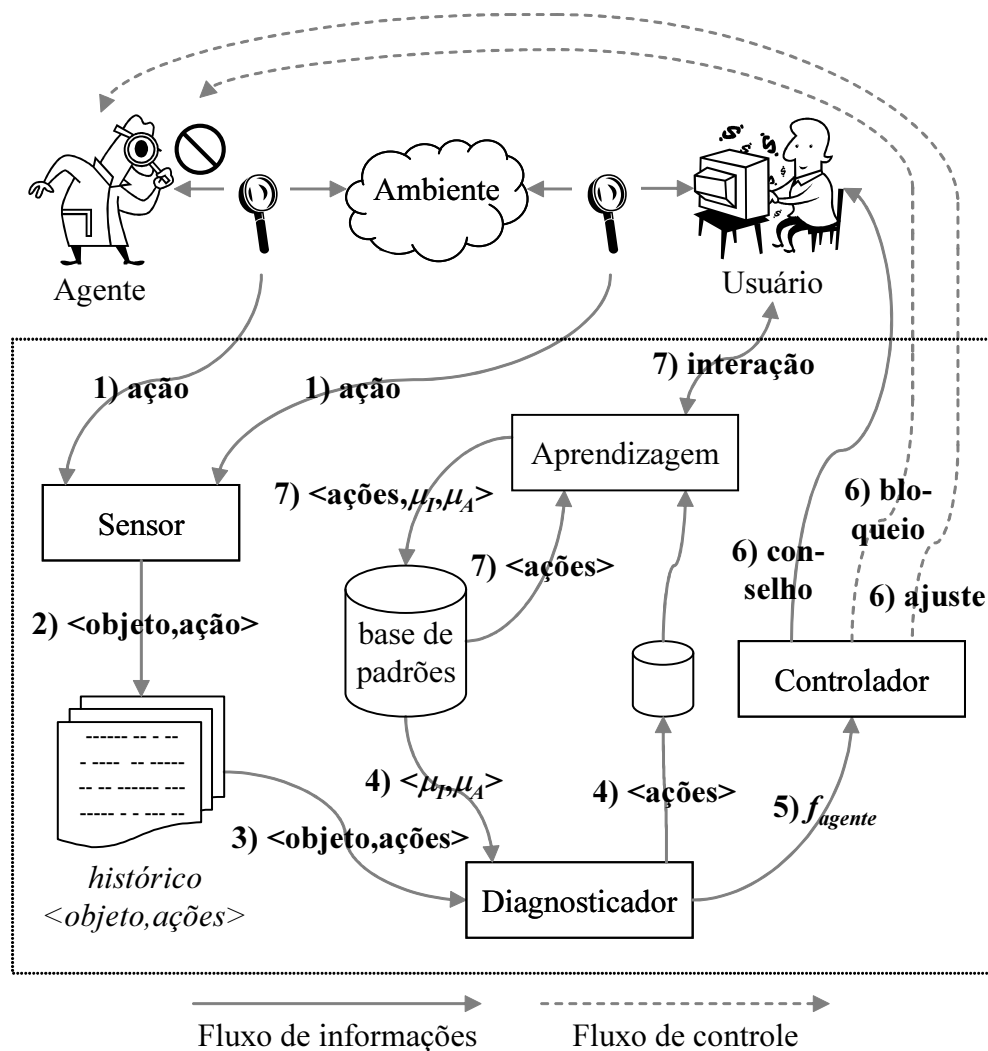 Ambiente
Agente
Usuário
1) ação
1) ação
7) interação
Aprendizagem
7) <ações,μI,μA>
Sensor
6) blo-
queio
7) <ações>
6) con-
selho
6) ajuste
2) <objeto,ação>
base de
padrões
Controlador
4) <μI,μA>
4) <ações>
5) fagente
3) <objeto,ações>
histórico
<objeto,ações>
Diagnosticador
Fluxo de informações
Fluxo de controle